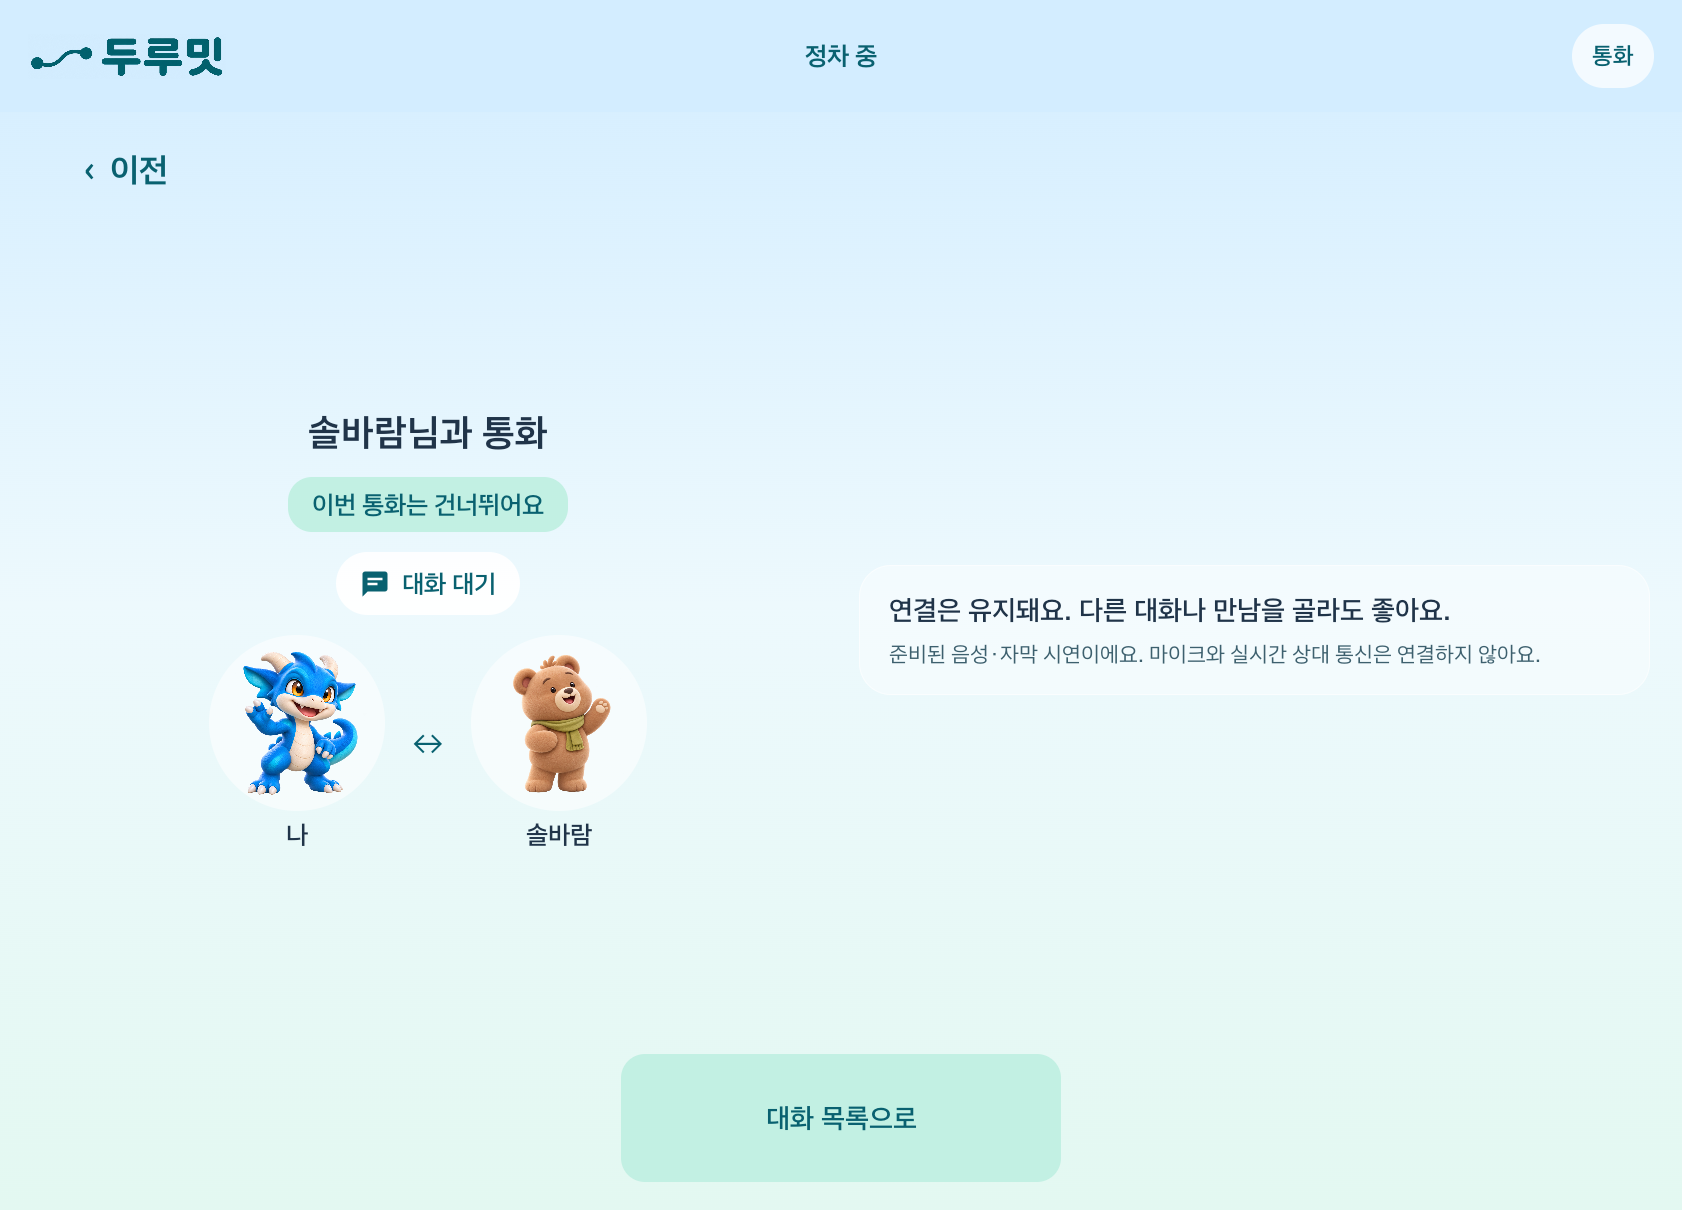 두루밋
정차 중
통화
‹ 이전
솔바람님과 통화
이번 통화는 건너뛰어요
대화 대기
나
↔
솔바람
연결은 유지돼요. 다른 대화나 만남을 골라도 좋아요.
준비된 음성·자막 시연이에요. 마이크와 실시간 상대 통신은 연결하지 않아요.
대화 목록으로